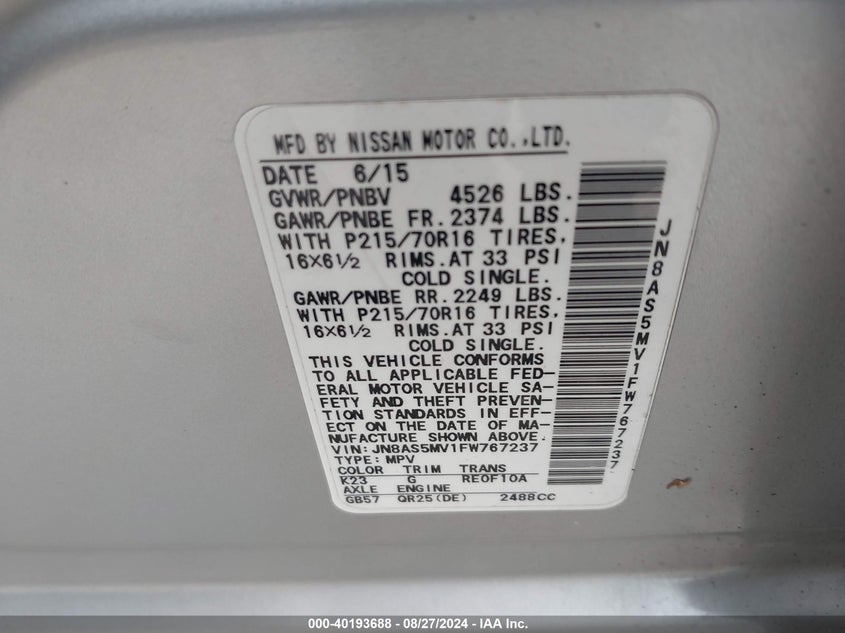 MFD BY NISSAN MOTOR CO.,LTD.
DATE 6/15
GVWR/PNBV 4526 LBS.
GAWR/PNBE FR. 2374 LBS.
WITH P215/70R16 TIRES,
16×6½ RIMS. AT 33 PSI
COLD SINGLE.
GAWR/PNBE RR. 2249 LBS.
WITH P215/70R16 TIRES,
16×6½ RIMS. AT 33 PSI
COLD SINGLE.
THIS VEHICLE CONFORMS
TO ALL APPLICABLE FED-
ERAL MOTOR VEHICLE SA-
FETY AND THEFT PREVEN-
TION STANDARDS IN EFF-
ECT ON THE DATE OF MA-
NUFACTURE SHOWN ABOVE.
VIN: JN8AS5MV1FW767237
TYPE: MPV
COLOR TRIM TRANS
K23 G RE0F10A
AXLE ENGINE
GB57 QR25(DE) 2488CC
JN8AS5MV1FW767237
000-40193688 / 08/27/2024 - IAA Inc.